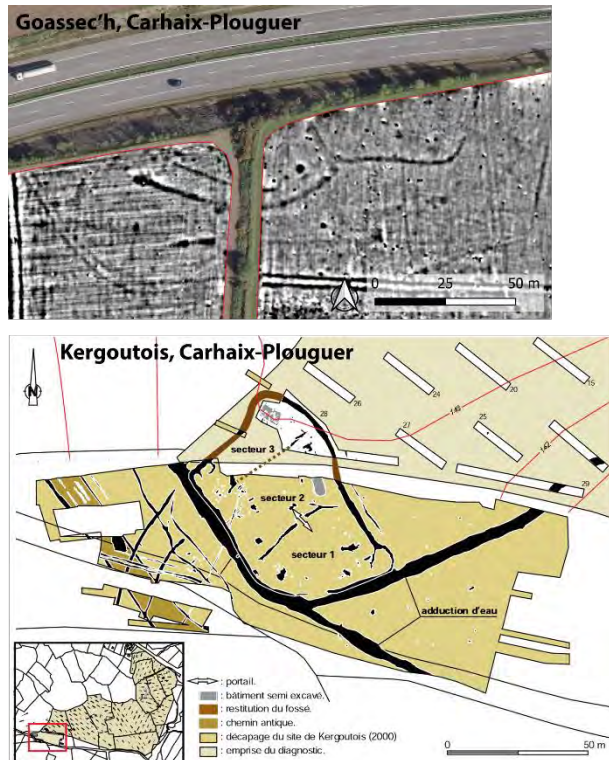 Goassec'h, Carhaix-Plouguer
0 25 50 m
Kergoutois, Carhaix-Plouguer
N
15
20
24
26
140
28
27
25
142
29
secteur 3
secteur 2
secteur 1
adduction d'eau
: portail.
: bâtiment semi excavé.
: restitution du fossé.
: chemin antique.
: décapage du site de Kergoutois (2000)
: emprise du diagnostic.
0 50 m